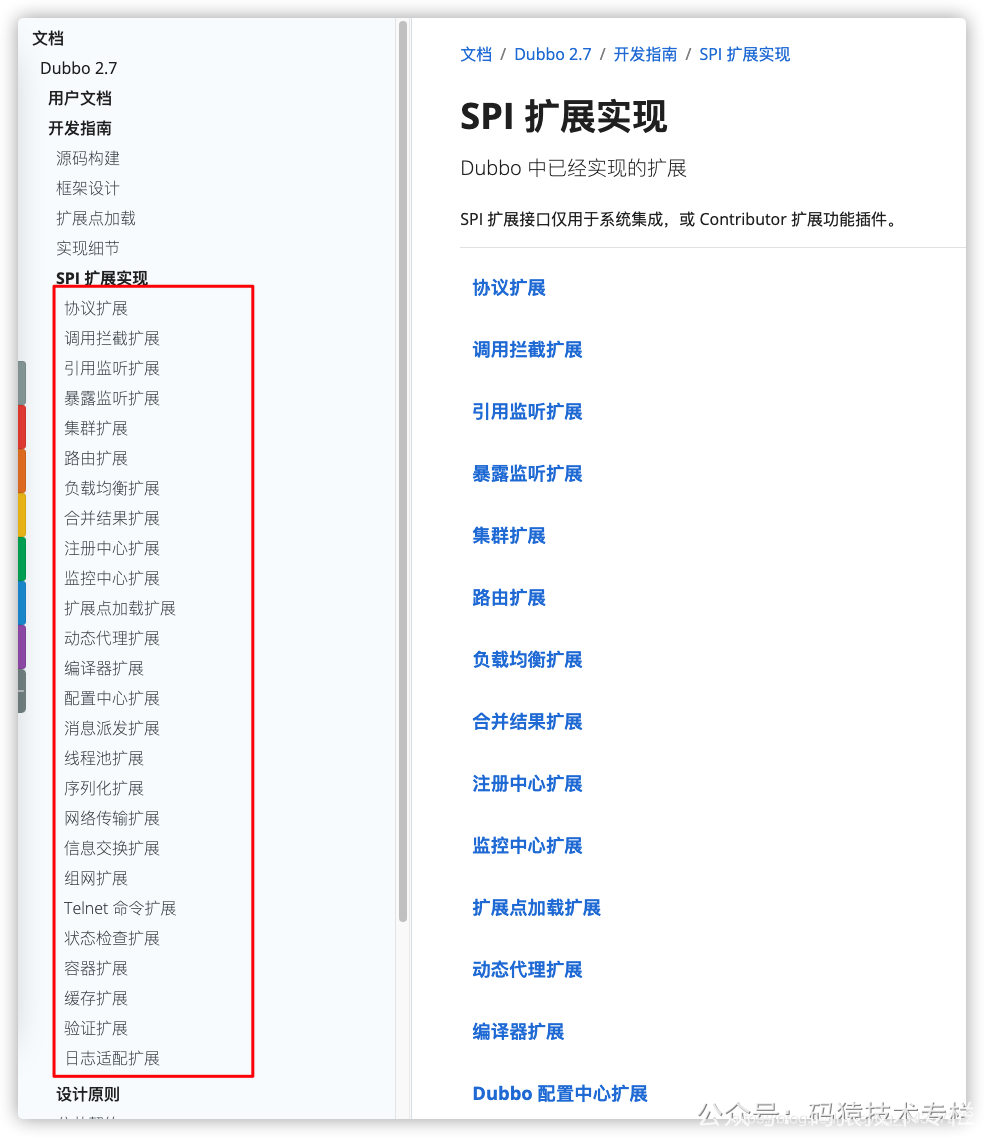 文档
Dubbo 2.7
用户文档
开发指南
源码构建
框架设计
扩展点加载
实现细节
SPI 扩展实现
协议扩展
调用拦截扩展
引用监听扩展
暴露监听扩展
集群扩展
路由扩展
负载均衡扩展
合并结果扩展
注册中心扩展
监控中心扩展
扩展点加载扩展
动态代理扩展
编译器扩展
配置中心扩展
消息派发扩展
线程池扩展
序列化扩展
网络传输扩展
信息交换扩展
组网扩展
Telnet 命令扩展
状态检查扩展
容器扩展
缓存扩展
验证扩展
日志适配扩展
设计原则
文档 / Dubbo 2.7 / 开发指南 / SPI 扩展实现
SPI 扩展实现
Dubbo 中已经实现的扩展
SPI 扩展接口仅用于系统集成，或 Contributor 扩展功能插件。
协议扩展
调用拦截扩展
引用监听扩展
暴露监听扩展
集群扩展
路由扩展
负载均衡扩展
合并结果扩展
注册中心扩展
监控中心扩展
扩展点加载扩展
动态代理扩展
编译器扩展
Dubbo 配置中心扩展
公众号：码猿技术专栏